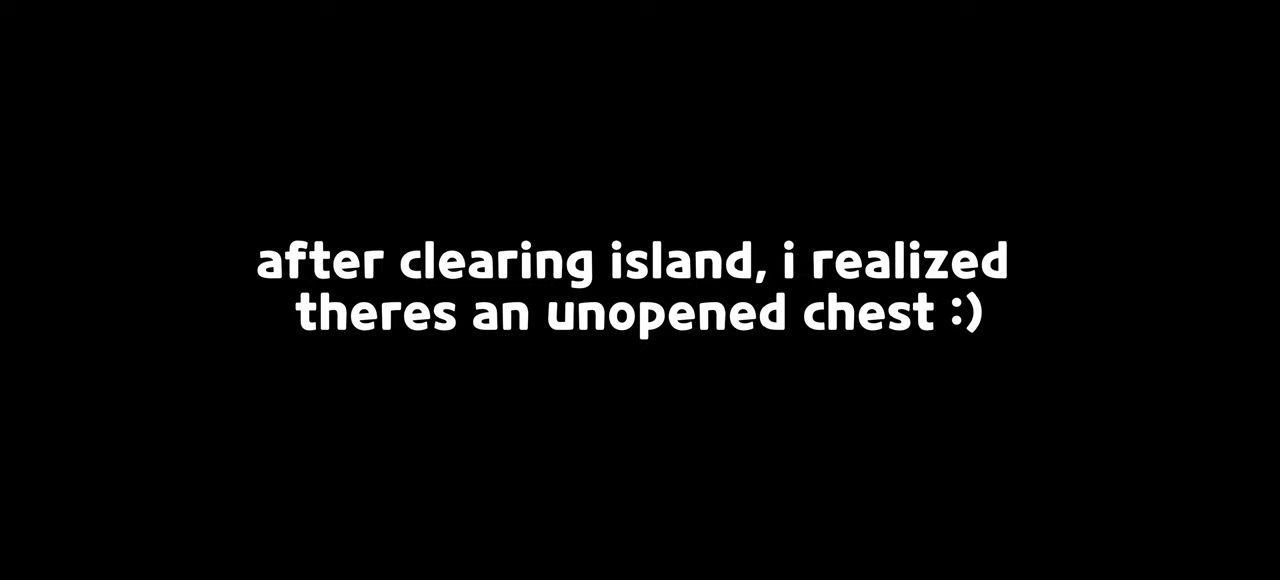 after clearing island, i realized
theres an unopened chest :)